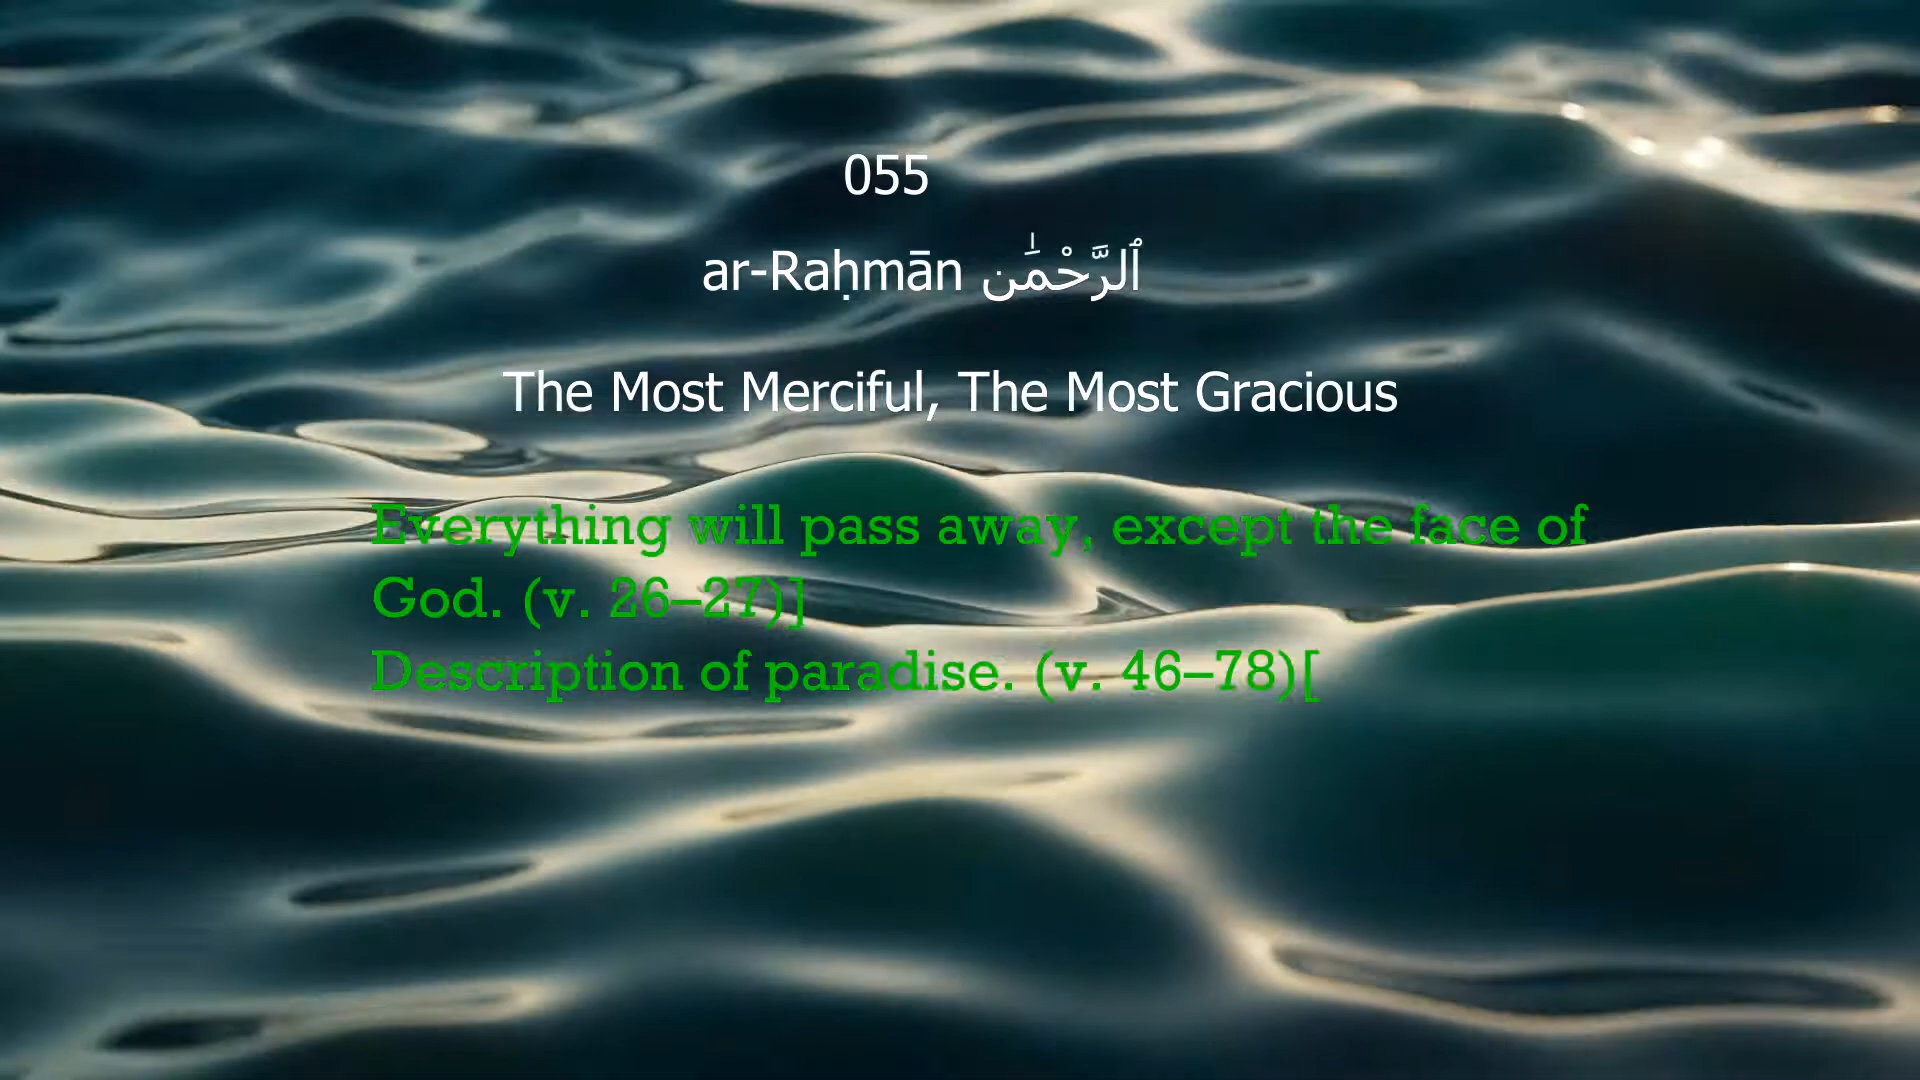 055
ar-Raḥmān ٱلرَّحْمَٰن
The Most Merciful, The Most Gracious
Everything will pass away, except the face of
God. (v. 26–27)]
Description of paradise. (v. 46–78)[